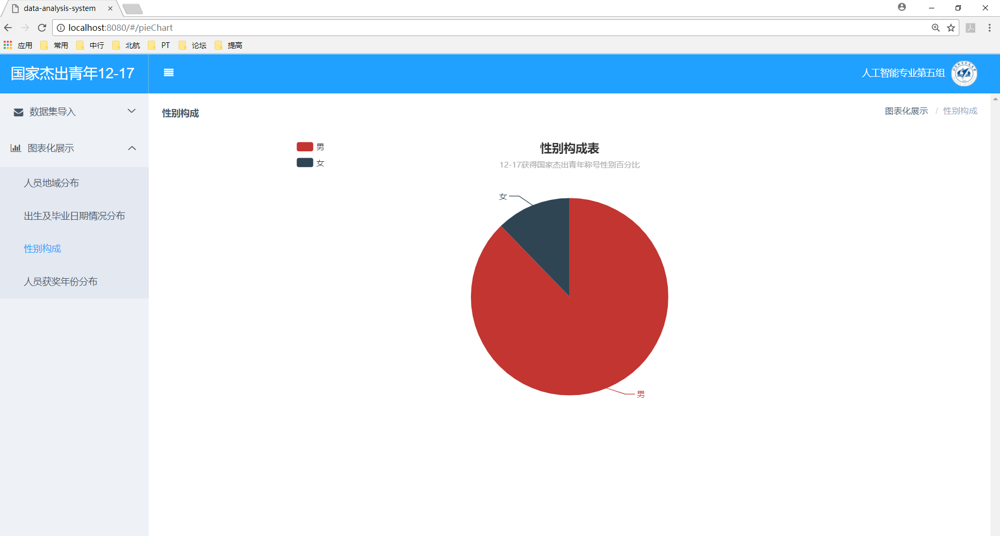 data-analysis-system
localhost:8080/#/pieChart
应用 常用 中行 北航 PT 论坛 提高
国家杰出青年12-17
人工智能专业第五组
数据集导入
图表化展示
人员地域分布
出生及毕业日期情况分布
性别构成
人员获奖年份分布
性别构成
图表化展示 / 性别构成
男
女
性别构成表
12-17获得国家杰出青年称号性别百分比
女
男